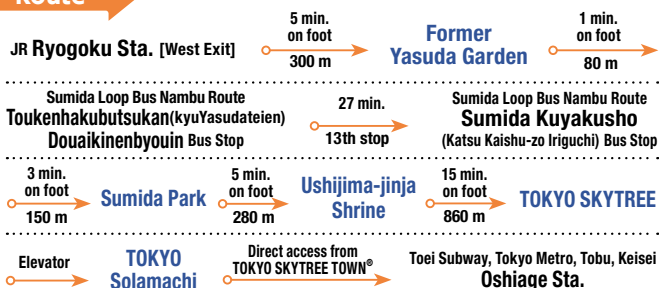 Route
JR Ryogoku Sta. [West Exit]
5 min.
on foot
300 m
Former
Yasuda Garden
1 min.
on foot
80 m
Sumida Loop Bus Nambu Route
Toukenhakubutsukan(kyuYasudateien)
Douaikinenbyouin Bus Stop
27 min.
13th stop
Sumida Loop Bus Nambu Route
Sumida Kuyakusho
(Katsu Kaishu-zo Iriguchi) Bus Stop
3 min.
on foot
150 m
Sumida Park
5 min.
on foot
280 m
Ushijima-jinja
Shrine
15 min.
on foot
860 m
TOKYO SKYTREE
Elevator
TOKYO
Solamachi
Direct access from
TOKYO SKYTREE TOWN®
Toei Subway, Tokyo Metro, Tobu, Keisei
Oshiage Sta.